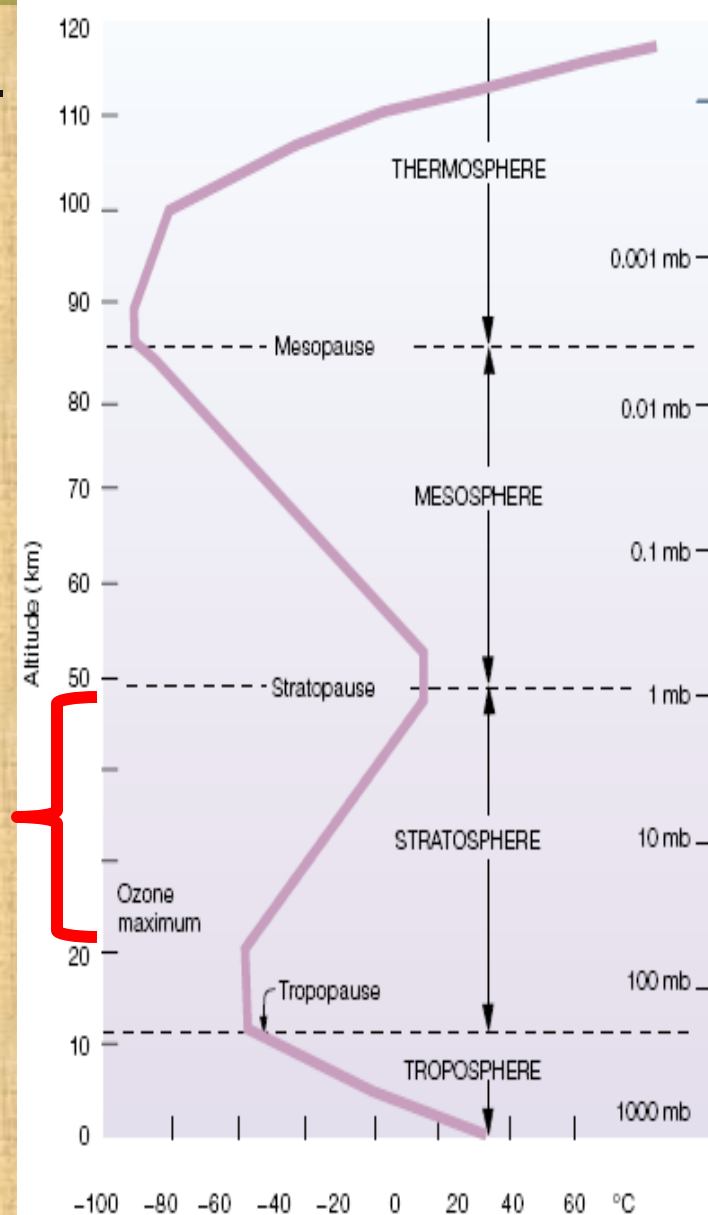 120
110
THERMOSPHERE
100
0.001 mb
90
Mesopause
80
0.01 mb
70
MESOSPHERE
0.1 mb
60
Altitude (km)
50
Stratopause
1 mb
STRATOSPHERE
10 mb
Ozone
maximum
20
100 mb
Tropopause
10
TROPOSPHERE
1000 mb
0
–100 –80 –60 –40 –20 0 20 40 60 °C